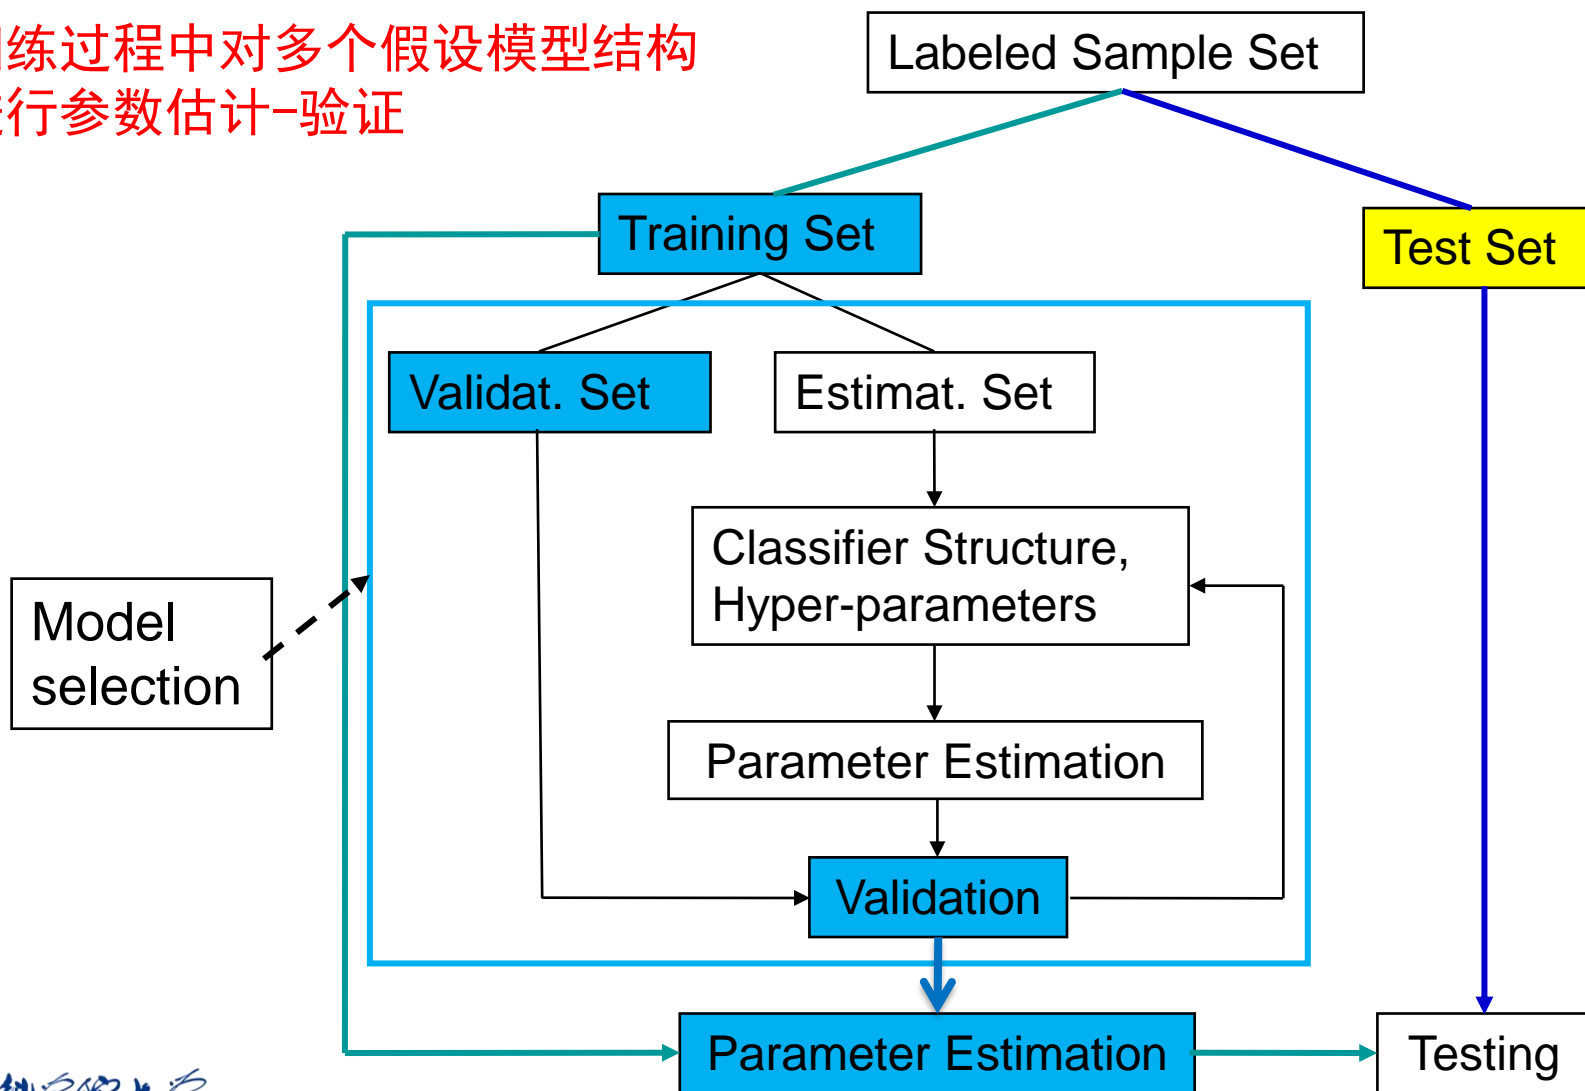 练过程中对多个假设模型结构
行参数估计-验证
Labeled Sample Set
Training Set
Test Set
Validat. Set
Estimat. Set
Classifier Structure,
Hyper-parameters
Model
selection
Parameter Estimation
Validation
Parameter Estimation
Testing